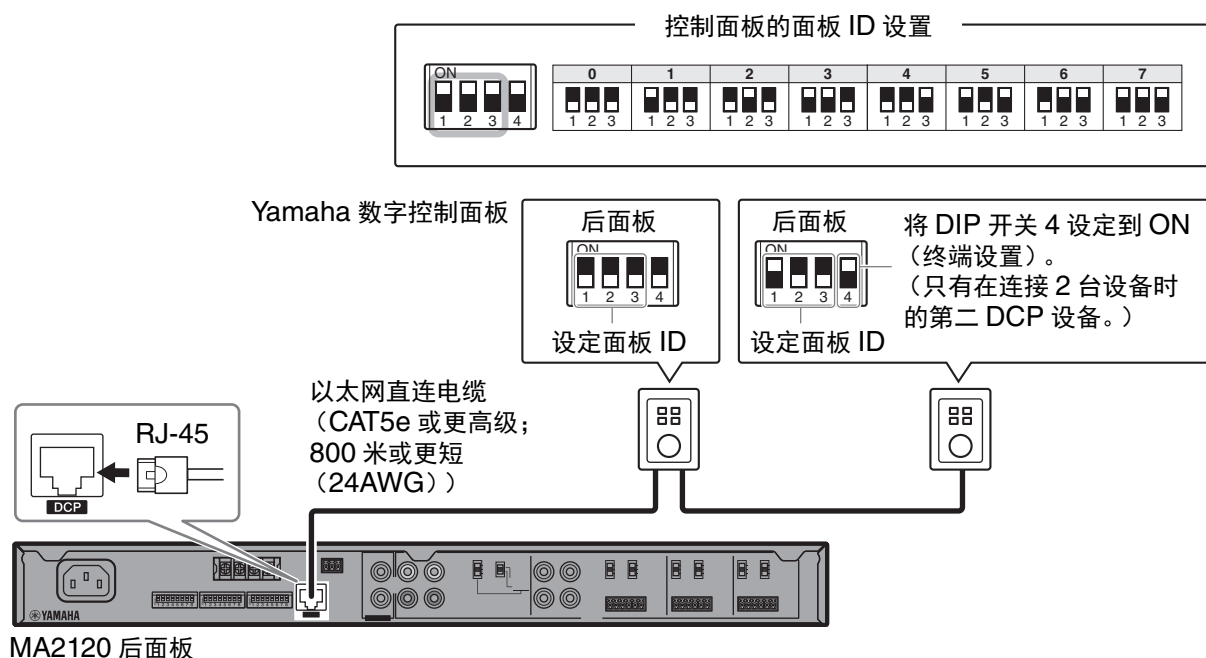 控制面板的面板 ID 设置
ON
1 2 3 4
0 1 2 3 4 5 6 7
1 2 3 1 2 3 1 2 3 1 2 3 1 2 3 1 2 3 1 2 3 1 2 3
Yamaha 数字控制面板
后面板
ON
1 2 3 4
设定面板 ID
后面板
ON
1 2 3 4
设定面板 ID
将 DIP 开关 4 设定到 ON
（终端设置）。
（只有在连接 2 台设备时
的第二 DCP 设备。）
以太网直连电缆
（CAT5e 或更高级；
800 米或更短
（24AWG））
RJ-45
DCP
YAMAHA
MA2120 后面板